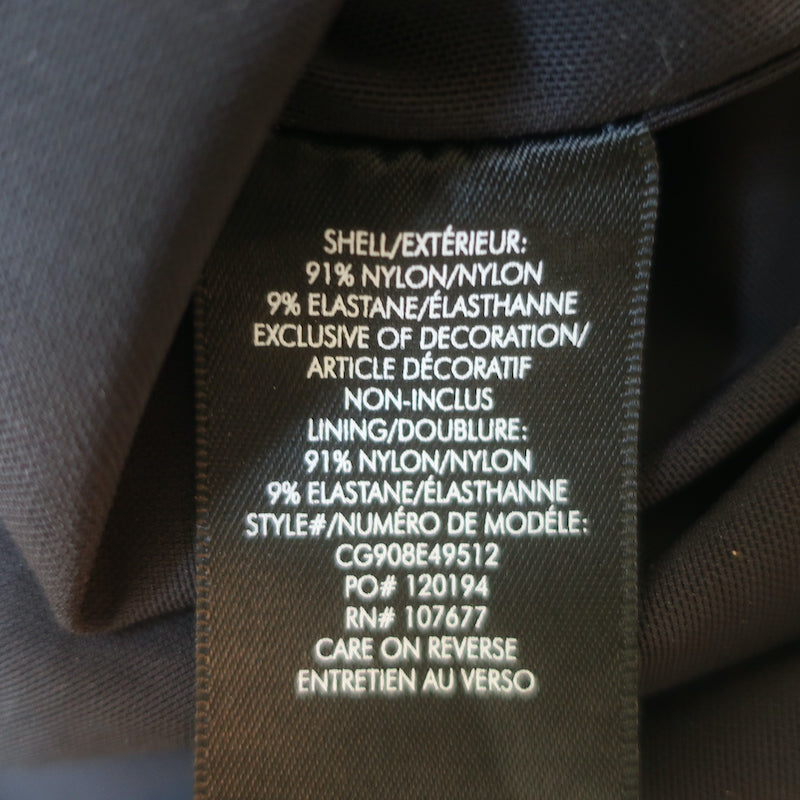 SHELL/EXTÉRIEUR:
91% NYLON/NYLON
9% ELASTANE/ÉLASTHANNE
EXCLUSIVE OF DECORATION/
ARTICLE DÉCORATIF
NON-INCLUS
LINING/DOUBLURE:
91% NYLON/NYLON
9% ELASTANE/ÉLASTHANNE
STYLE#/NUMÉRO DE MODÉLE:
CG908E49512
PO# 120194
RN# 107677
CARE ON REVERSE
ENTRETIEN AU VERSO